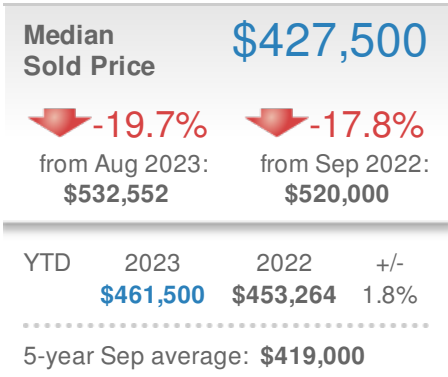 Median $427,500
Sold Price
-19.7% -17.8%
from Aug 2023: from Sep 2022:
$532,552 $520,000
YTD 2023 2022 +/-
$461,500 $453,264 1.8%
5-year Sep average: $419,000